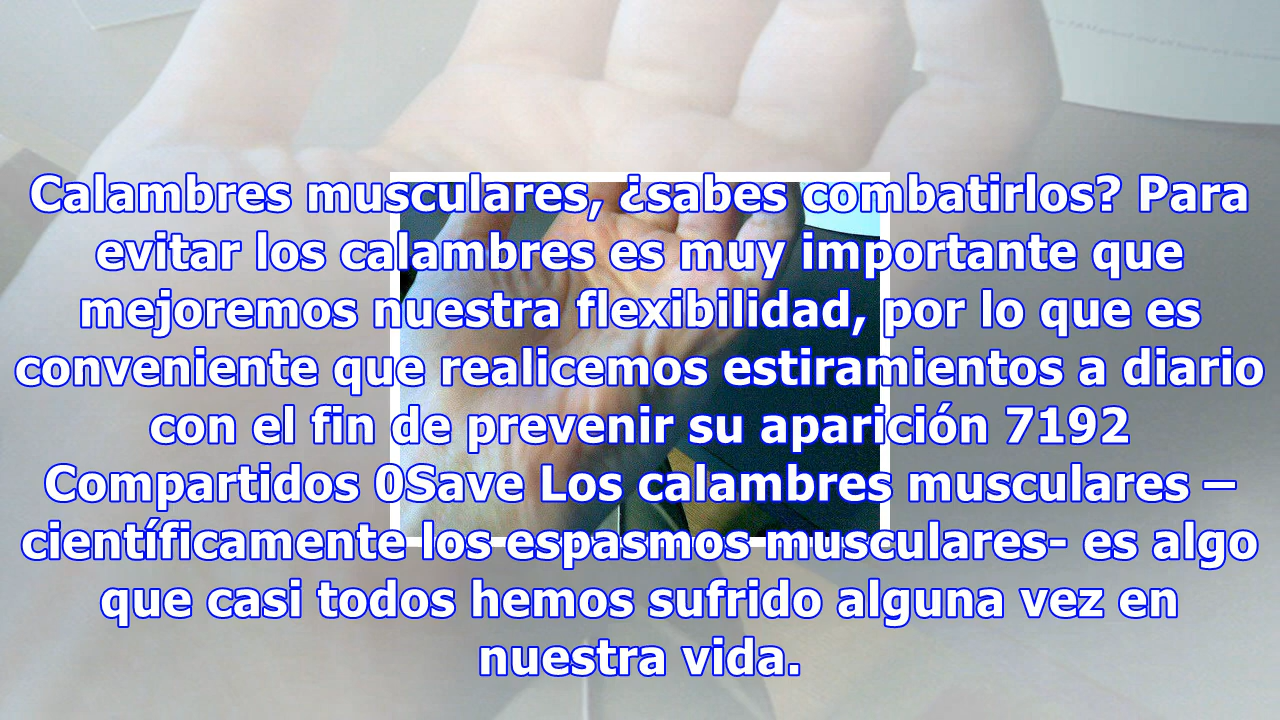 Calambres musculares, ¿sabes combatirlos? Para
evitar los calambres es muy importante que
mejoremos nuestra flexibilidad, por lo que es
conveniente que realicemos estiramientos a diario
con el fin de prevenir su aparición 7192
Compartidos 0Save Los calambres musculares –
científicamente los espasmos musculares- es algo
que casi todos hemos sufrido alguna vez en
nuestra vida.